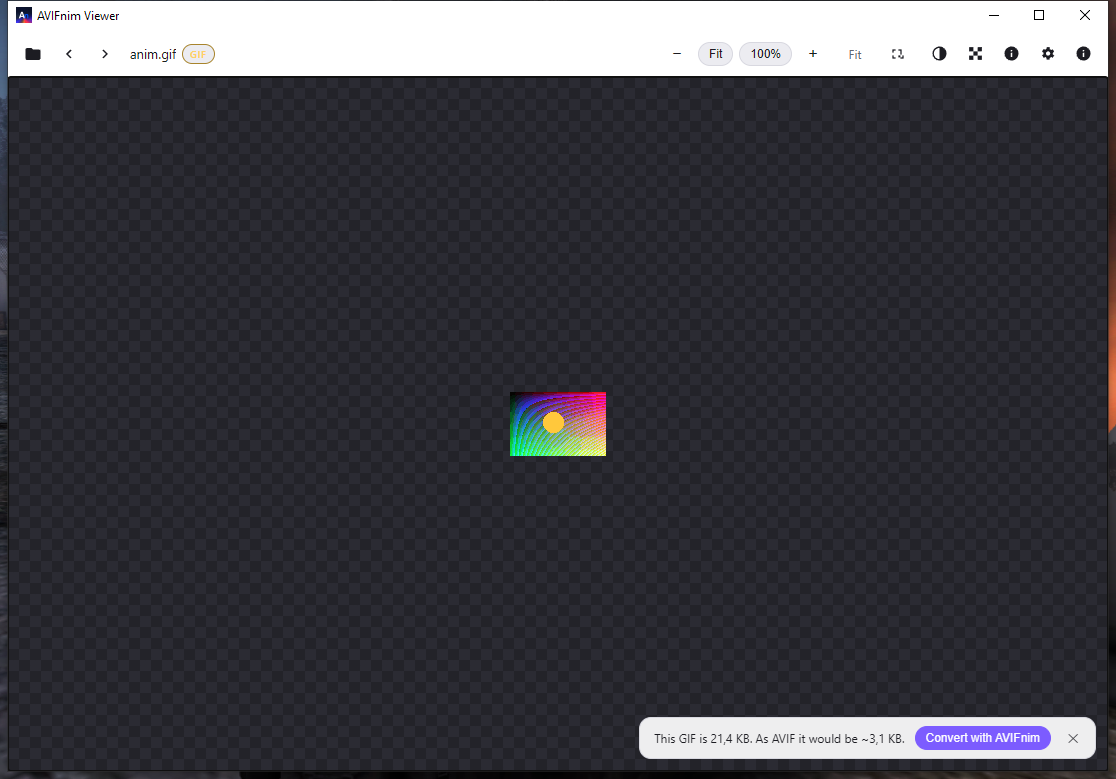 AVIFnim Viewer
anim.gif GIF − Fit 100% + Fit
This GIF is 21,4 KB. As AVIF it would be ~3,1 KB. Convert with AVIFnim